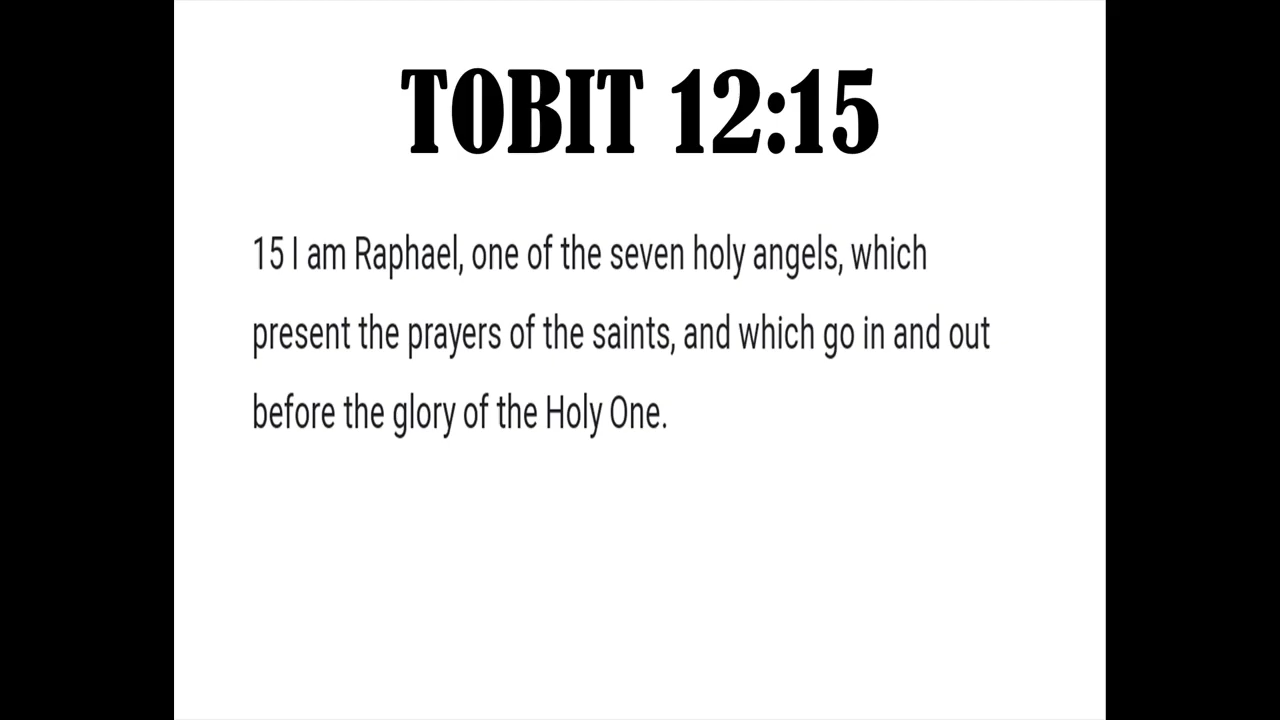 TOBIT 12:15
15 I am Raphael, one of the seven holy angels, which
present the prayers of the saints, and which go in and out
before the glory of the Holy One.